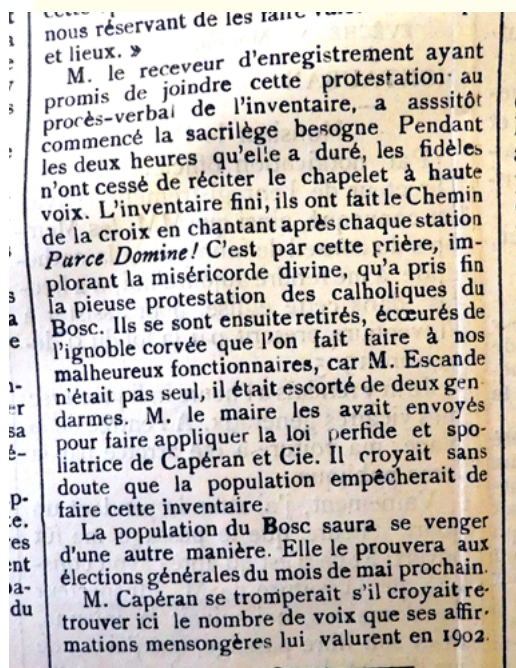 nous réservant de les faire
et lieux. »
M. le receveur d'enregistrement ayant
promis de joindre cette protestation au
procès-verbal de l'inventaire, a asssitôt
commencé la sacrilège besogne Pendant
les deux heures qu'elle a duré, les fidèles
n'ont cessé de réciter le chapelet à haute
voix. L'inventaire fini, ils ont fait le Chemin
de la croix en chantant après chaque station
Parce Domine! C'est par cette prière, im-
plorant la miséricorde divine, qu'a pris fin
la pieuse protestation des calholiques du
Bosc. Ils se sont ensuite retirés, écœurés de
l'ignoble corvée que l'on fait faire à nos
malheureux fonctionnaires, car M. Escande
n'était pas seul, il était escorté de deux gen-
darmes. M. le maire les avait envoyés
pour faire appliquer la loi perfide et spo-
liatrice de Capéran et Cie. Il croyait sans
doute que la population empêcherait de
faire cette inventaire.
La population du Bosc saura se venger
d'une autre manière. Elle le prouvera aux
élections générales du mois de mai prochain.
M. Capéran se tromperait s'il croyait re-
trouver ici le nombre de voix que ses affir-
mations mensongères lui valurent en 1902.